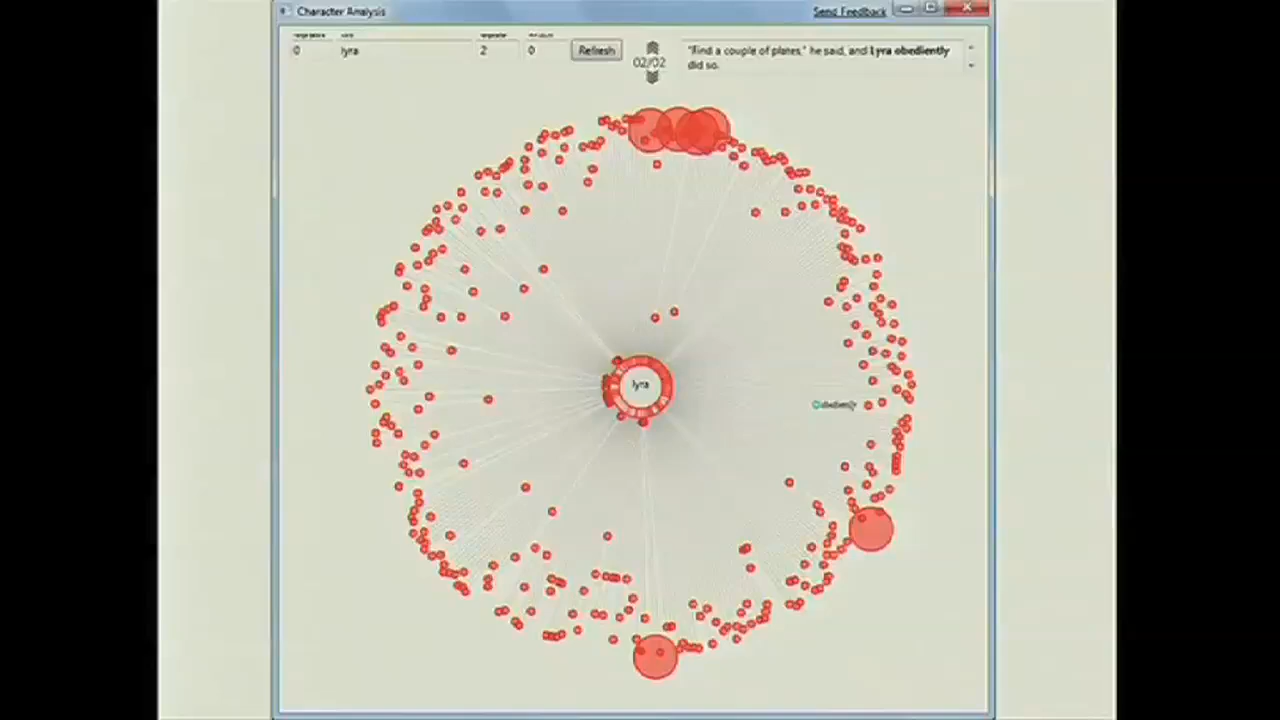 Character Analysis
Send Feedback
0
lyra
2
0
Refresh
02/02
"Find a couple of plates," he said, and Lyra obediently
did so.
lyra
obediently